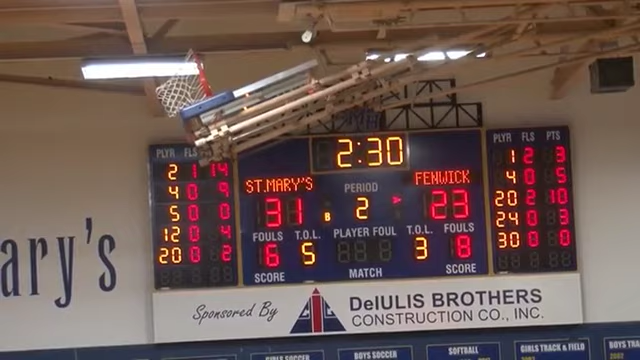 2:30
PLYR FLS
PLYR FLS PTS
ST.MARY'S PERIOD FENWICK
31 B 2 23
FOULS T.O.L. PLAYER FOUL T.O.L. FOULS
6 5 3 8
SCORE MATCH SCORE
2 1 14
4 0 9
5 0 0
12 0 4
20 0 2
1 2 3
4 0 5
20 2 10
24 0 3
30 0 0
ary's
Sponsored By DeIULIS BROTHERS
CONSTRUCTION CO., INC.
GIRLS SOCCER BOYS SOCCER SOFTBALL GIRLS TRACK & FIELD BOYS TRA